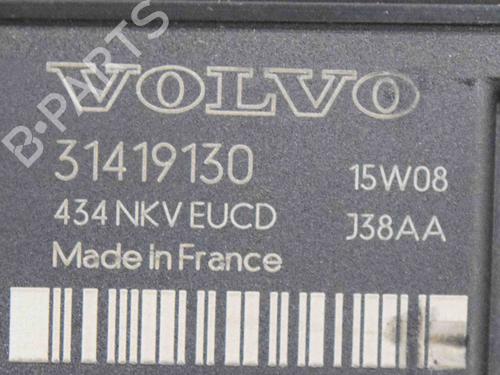 VOLVO
31419130
15W08
434 NKV EUCD
J38AA
Made in France
B-PARTS